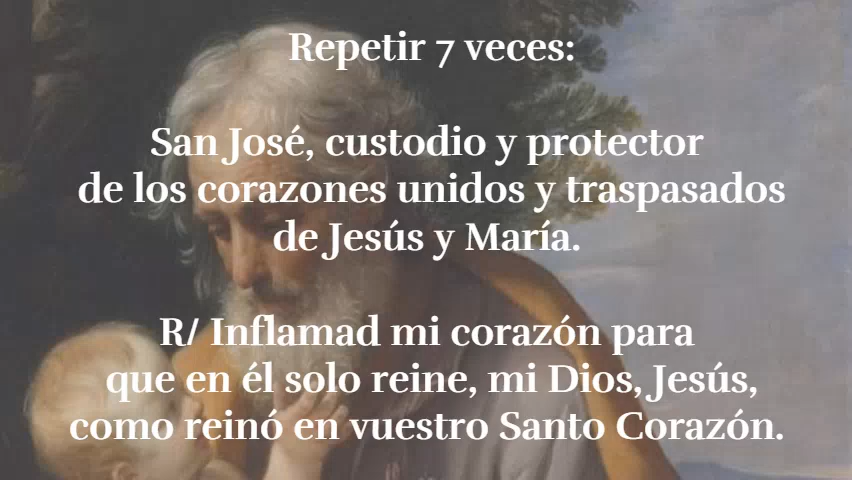 Repetir 7 veces:
San José, custodio y protector
de los corazones unidos y traspasados
de Jesús y María.
R/ Inflamad mi corazón para
que en él solo reine, mi Dios, Jesús,
como reinó en vuestro Santo Corazón.